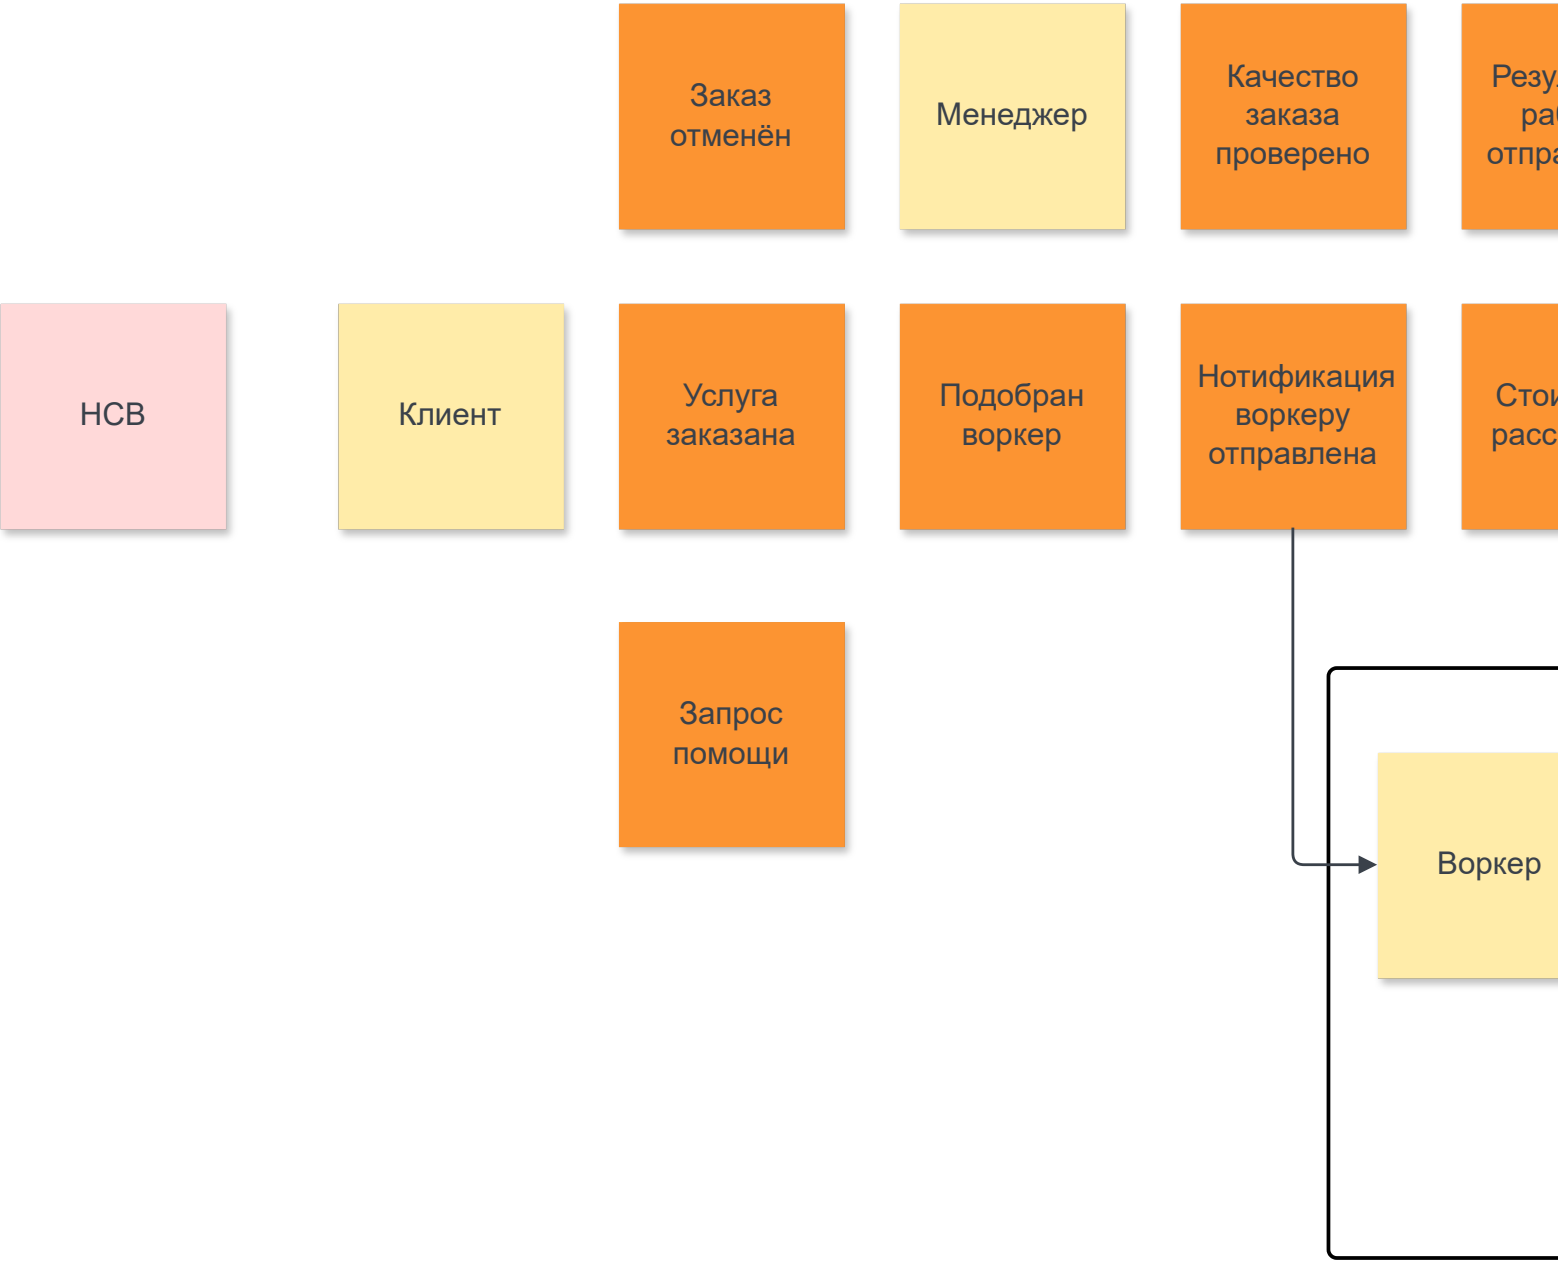 Заказ
отменён
Менеджер
Качество
заказа
проверено
НСВ
Клиент
Услуга
заказана
Подобран
воркер
Нотификация
воркеру
отправлена
Запрос
помощи
Воркер